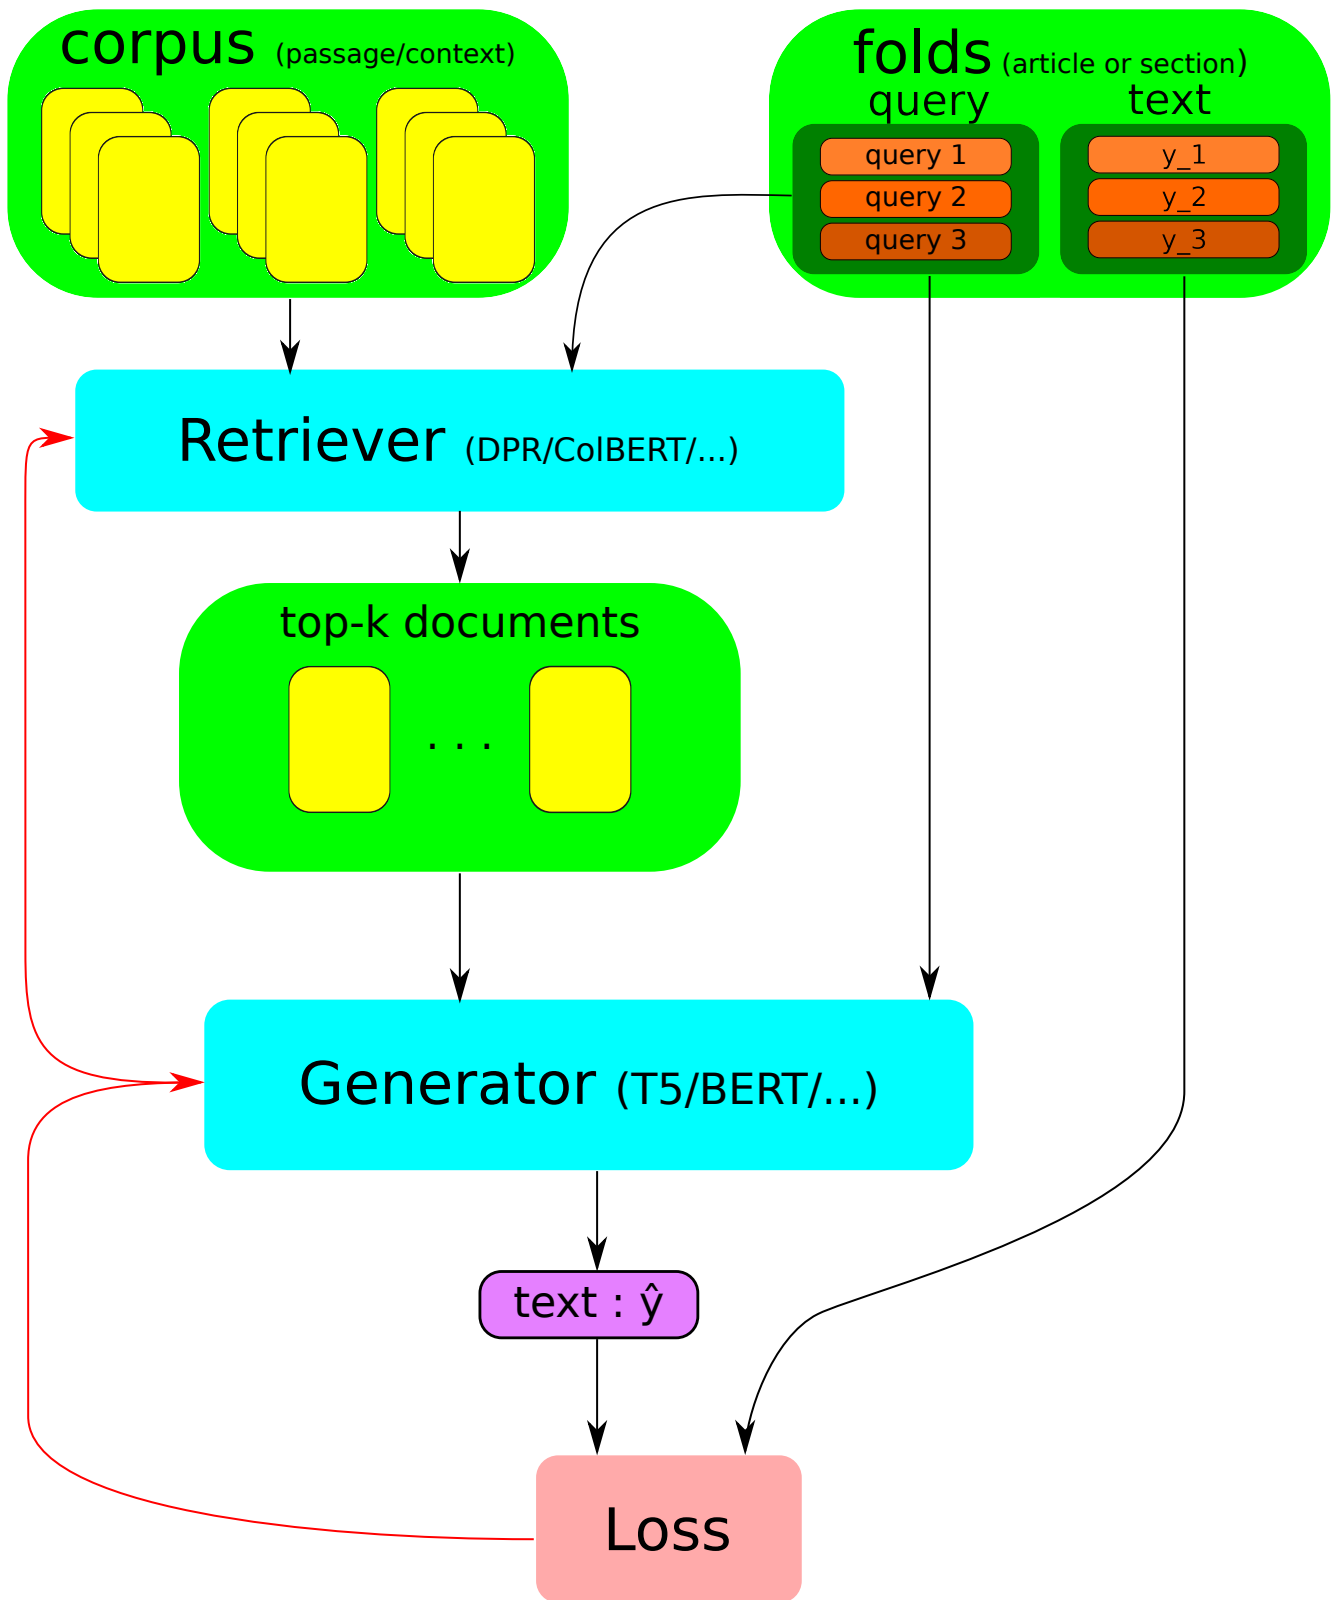 corpus (passage/context)
folds (article or section)
query
text
query 1
query 2
query 3
y_1
y_2
y_3
Retriever (DPR/ColBERT/...)
top-k documents
. . .
Generator (T5/BERT/...)
text : ŷ
Loss